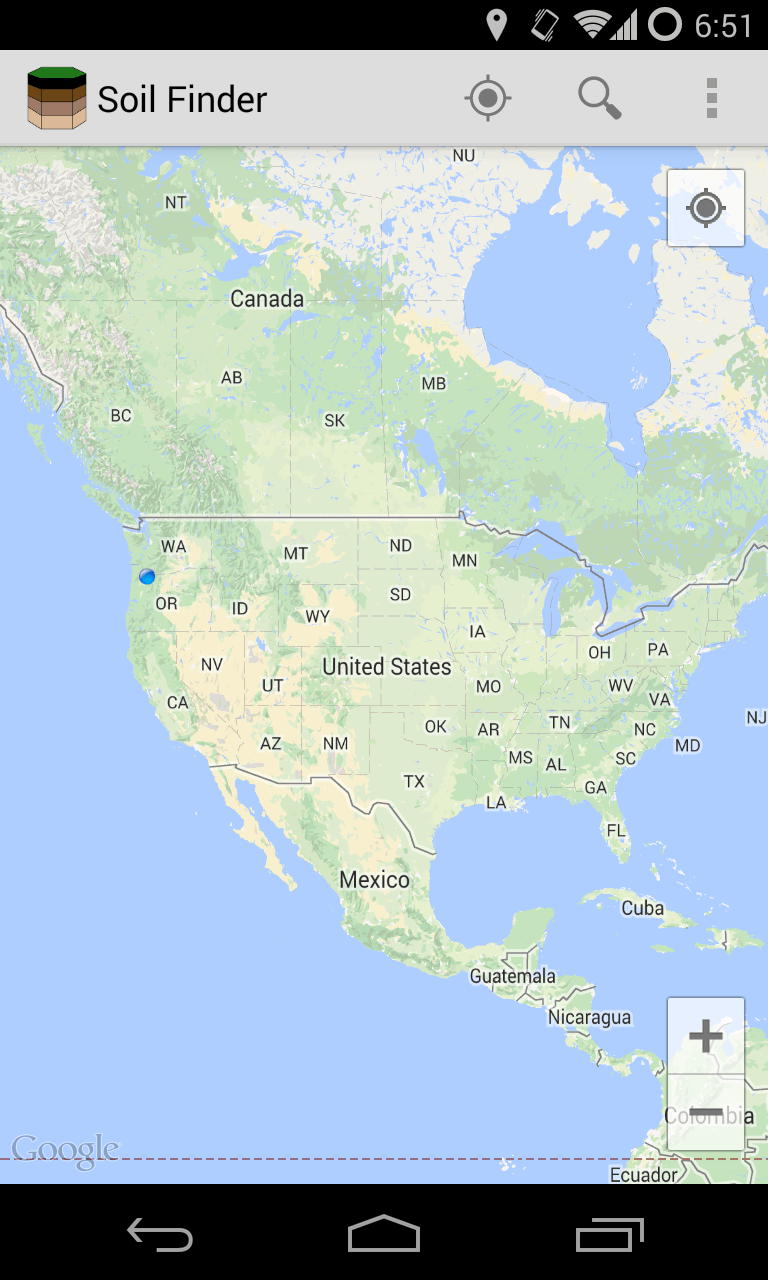 6:51
Soil Finder
NU
NT
Canada
AB
MB
BC
SK
WA
MT
ND
MN
OR
ID
SD
WY
IA
NV
UT
United States
OH
PA
CA
MO
WV
VA
AZ
NM
OK
AR
TN
NC
NJ
MD
MS
AL
SC
TX
GA
LA
FL
Mexico
Cuba
Guatemala
Nicaragua
Colombia
Google
Ecuador